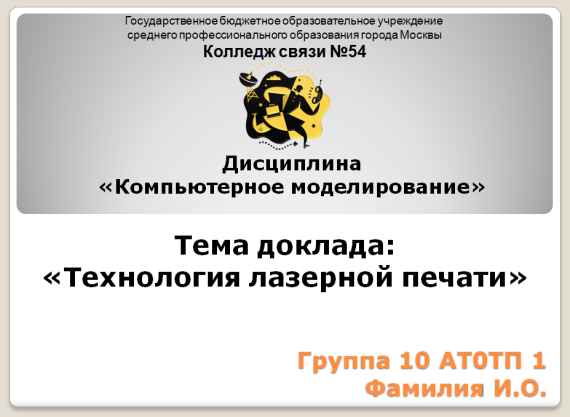 Государственное бюджетное образовательное учреждение
среднего профессионального образования города Москвы
Колледж связи №54
Дисциплина
«Компьютерное моделирование»
Тема доклада:
«Технология лазерной печати»
Группа 10 АТ0ТП 1
Фамилия И.О.